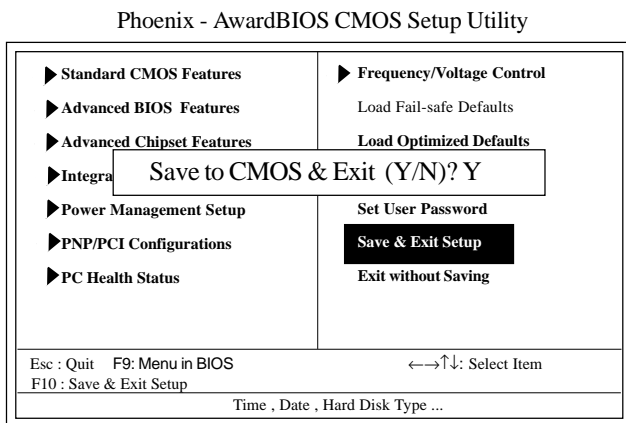 Phoenix - AwardBIOS CMOS Setup Utility
Standard CMOS Features
Advanced BIOS Features
Advanced Chipset Features
Integra
Power Management Setup
PNP/PCI Configurations
PC Health Status
Frequency/Voltage Control
Load Fail-safe Defaults
Load Optimized Defaults
Save to CMOS & Exit (Y/N)? Y
Set User Password
Save & Exit Setup
Exit without Saving
Esc : Quit F9: Menu in BIOS
←→↑↓: Select Item
F10 : Save & Exit Setup
Time , Date , Hard Disk Type ...